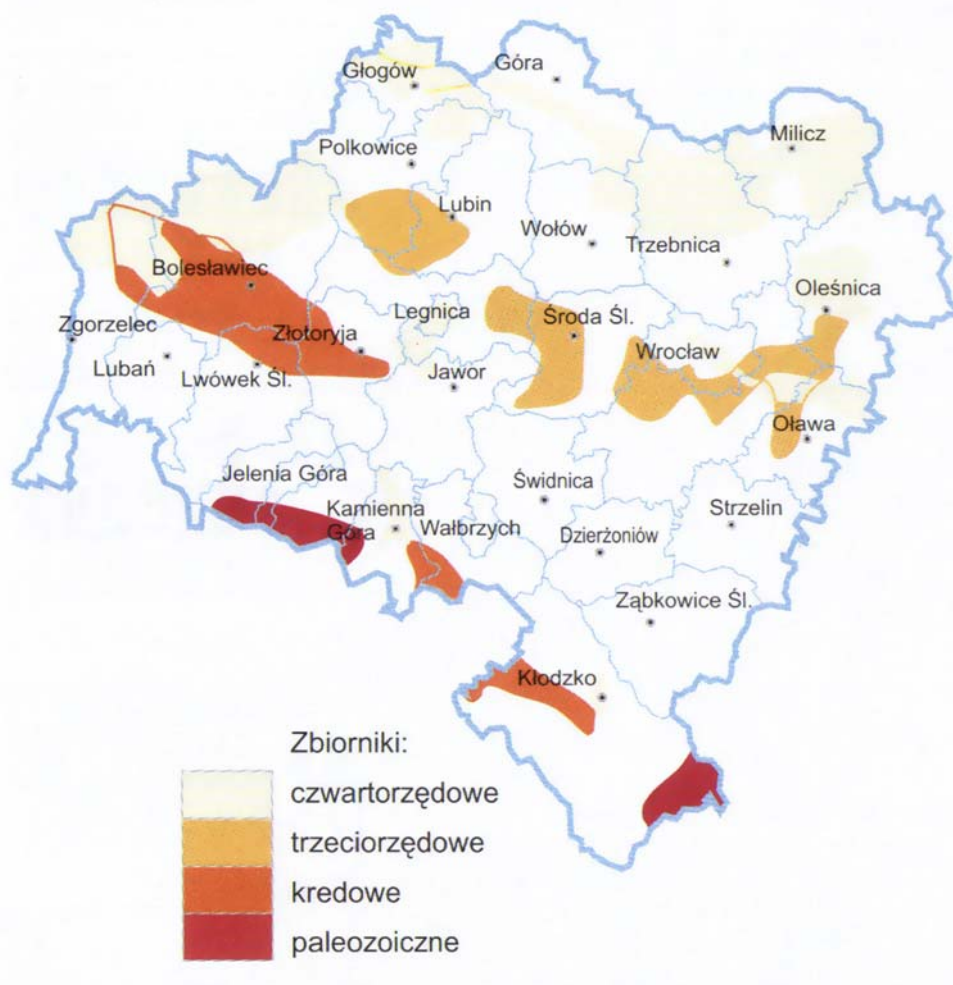 Głogów
Góra
Milicz
Polkowice
Lubin
Wołów
Trzebnica
Bolesławiec
Oleśnica
Legnica
Środa Śl.
Zgorzelec
Złotoryja
Wrocław
Lubań
Lwówek Śl.
Jawor
Oława
Jelenia Góra
Świdnica
Kamienna
Góra
Wałbrzych
Strzelin
Dzierżoniów
Ząbkowice Śl.
Kłodzko
Zbiorniki:
czwartorzędowe
trzeciorzędowe
kredowe
paleozoiczne